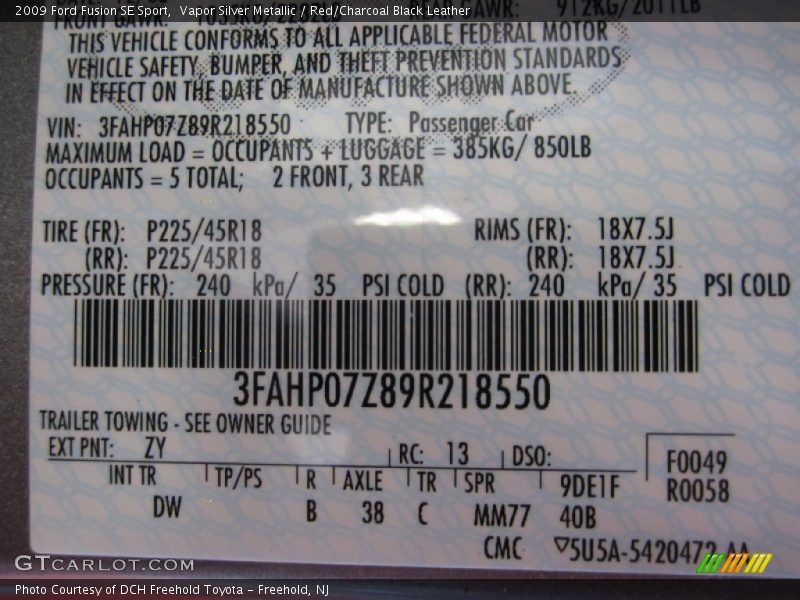 2009 Ford Fusion SE Sport, Vapor Silver Metallic / Red/Charcoal Black Leather
THIS VEHICLE CONFORMS TO ALL APPLICABLE FEDERAL MOTOR
VEHICLE SAFETY, BUMPER, AND THEFT PREVENTION STANDARDS
IN EFFECT ON THE DATE OF MANUFACTURE SHOWN ABOVE.
VIN: 3FAHP07Z89R218550 TYPE: Passenger Car
MAXIMUM LOAD = OCCUPANTS + LUGGAGE = 385KG/ 850LB
OCCUPANTS = 5 TOTAL; 2 FRONT, 3 REAR
TIRE (FR): P225/45R18 RIMS (FR): 18X7.5J
(RR): P225/45R18 (RR): 18X7.5J
PRESSURE (FR): 240 kPa/ 35 PSI COLD (RR): 240 kPa/ 35 PSI COLD
3FAHP07Z89R218550
TRAILER TOWING - SEE OWNER GUIDE
EXT PNT: ZY RC: 13 DSO: F0049
INT TR TP/PS R AXLE TR SPR 9DE1F R0058
DW B 38 C MM77 40B
CMC ▽5U5A-5420472-AA
GTCARLOT.COM
Photo Courtesy of DCH Freehold Toyota – Freehold, NJ